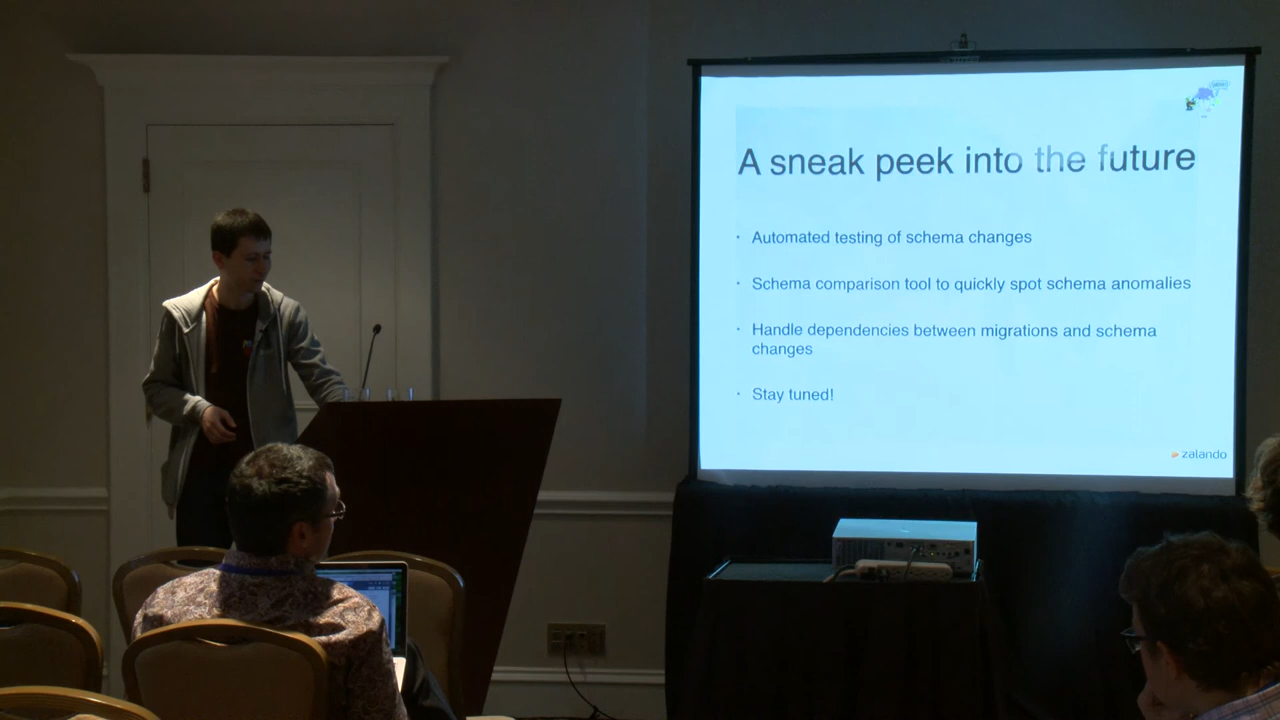 A sneak peek into the future
· Automated testing of schema changes
· Schema comparison tool to quickly spot schema anomalies
· Handle dependencies between migrations and schema
changes
· Stay tuned!
zalando